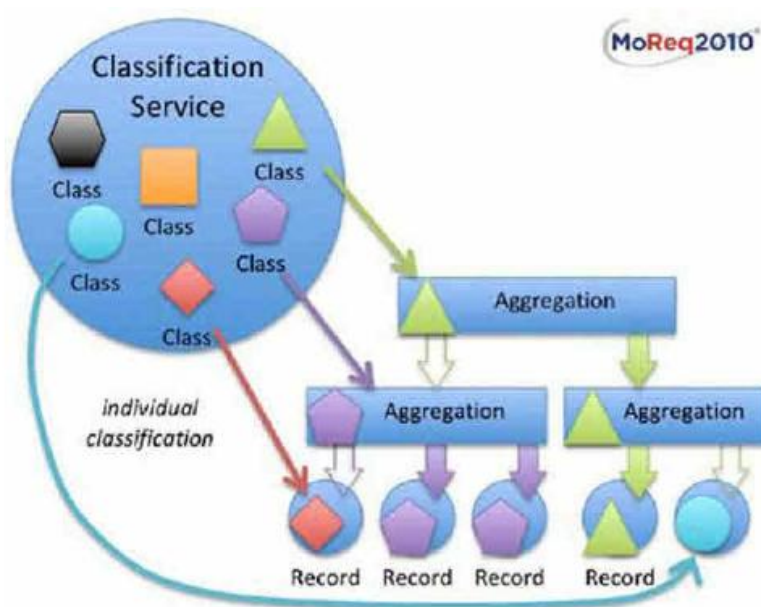 MoReq2010
Classification
Service
Class
Class
Class
Class
Class
Class
Aggregation
individual
classification
Aggregation
Aggregation
Record
Record
Record
Record